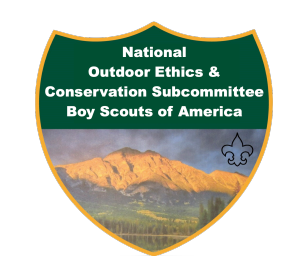 National
Outdoor Ethics &
Conservation Subcommittee
Boy Scouts of America